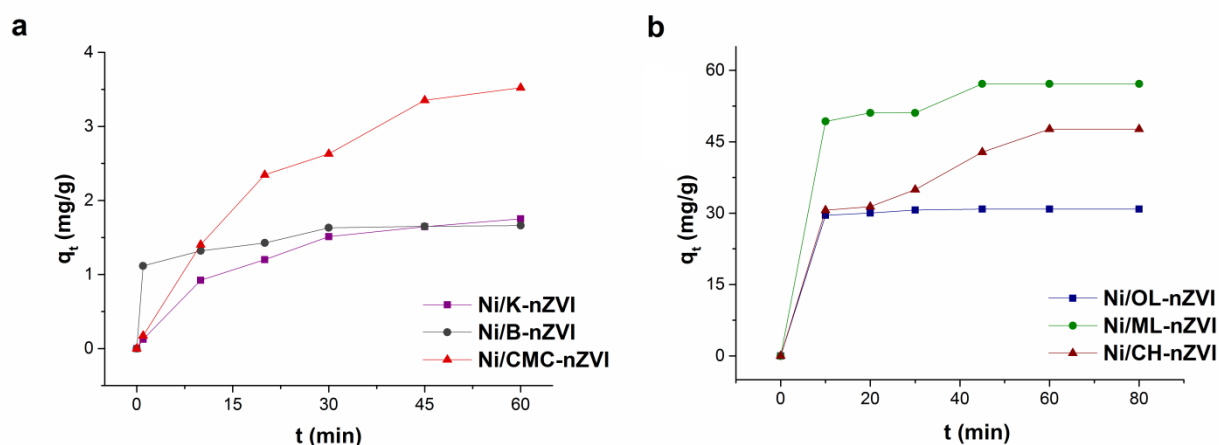 a
4
3
2
1
0
q_t (mg/g)
0 15 30 45 60
t (min)
Ni/K-nZVI
Ni/B-nZVI
Ni/CMC-nZVI
b
60
45
30
15
0
q_t (mg/g)
0 20 40 60 80
t (min)
Ni/OL-nZVI
Ni/ML-nZVI
Ni/CH-nZVI